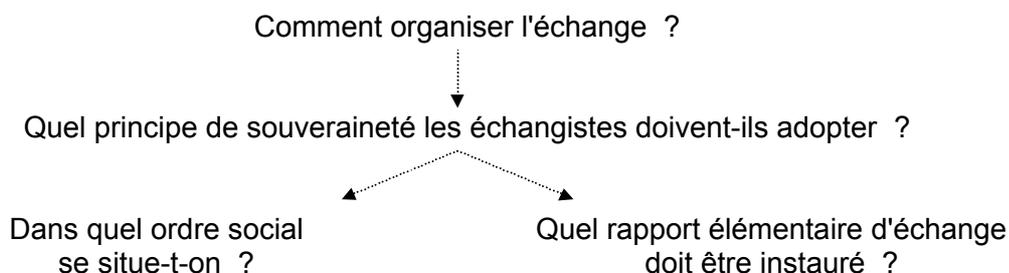 Comment organiser l'échange  ?
Quel principe de souveraineté les échangistes doivent-ils adopter  ?
Dans quel ordre social
se situe-t-on  ?
Quel rapport élémentaire d'échange
doit être instauré  ?